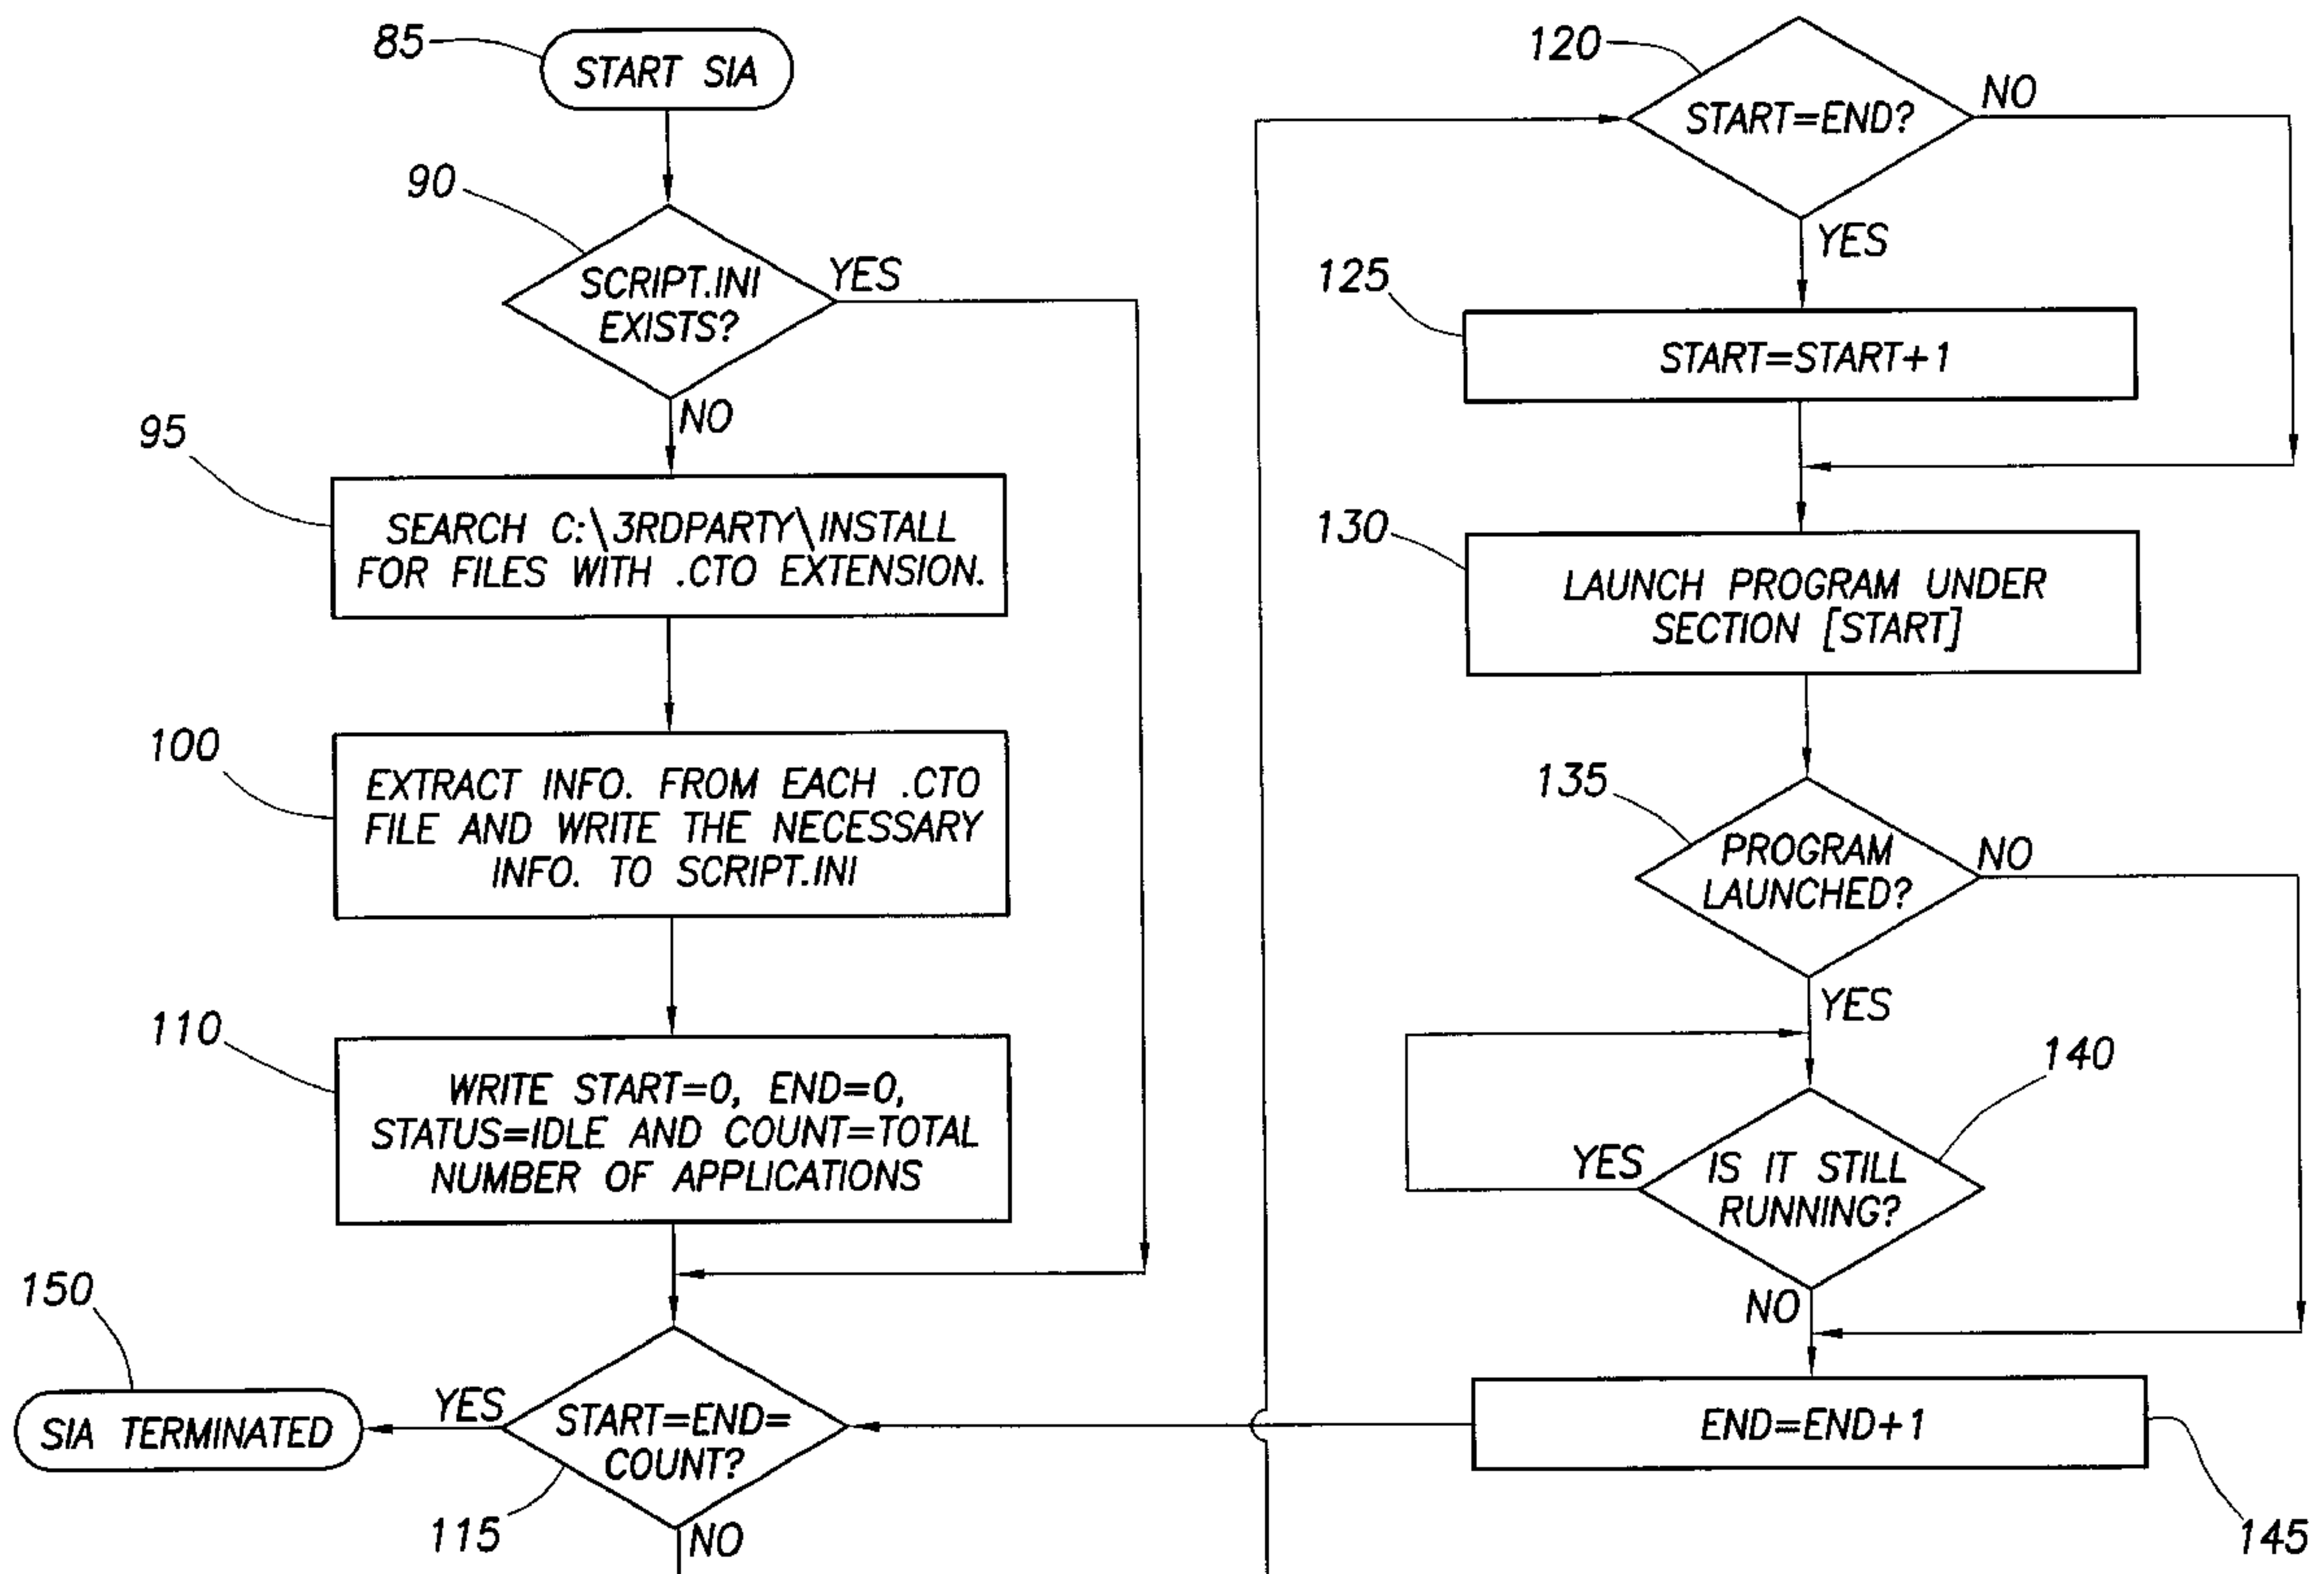 85
START SIA
90
SCRIPT.INI
EXISTS?
YES
NO
95
SEARCH C:\3RDPARTY\INSTALL
FOR FILES WITH .CTO EXTENSION.
100
EXTRACT INFO. FROM EACH .CTO
FILE AND WRITE THE NECESSARY
INFO. TO SCRIPT.INI
110
WRITE START=0, END=0,
STATUS=IDLE AND COUNT=TOTAL
NUMBER OF APPLICATIONS
150
SIA TERMINATED
YES
START=END=
COUNT?
115
NO
120
START=END?
NO
YES
125
START=START+1
130
LAUNCH PROGRAM UNDER
SECTION [START]
135
PROGRAM
LAUNCHED?
NO
YES
140
YES
IS IT STILL
RUNNING?
NO
END=END+1
145